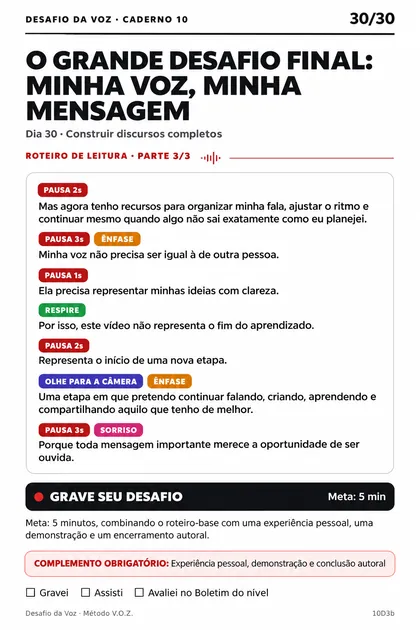 DESAFIO DA VOZ · CADERNO 10
30/30
O GRANDE DESAFIO FINAL:
MINHA VOZ, MINHA
MENSAGEM
Dia 30 · Construir discursos completos
ROTEIRO DE LEITURA · PARTE 3/3
PAUSA 2s
Mas agora tenho recursos para organizar minha fala, ajustar o ritmo e
continuar mesmo quando algo não sai exatamente como eu planejei.
PAUSA 3s ÊNFASE
Minha voz não precisa ser igual à de outra pessoa.
PAUSA 1s
Ela precisa representar minhas ideias com clareza.
RESPIRE
Por isso, este vídeo não representa o fim do aprendizado.
PAUSA 2s
Representa o início de uma nova etapa.
OLHE PARA A CÂMERA ÊNFASE
Uma etapa em que pretendo continuar falando, criando, aprendendo e
compartilhando aquilo que tenho de melhor.
PAUSA 3s SORRISO
Porque toda mensagem importante merece a oportunidade de ser
ouvida.
GRAVE SEU DESAFIO
Meta: 5 min
Meta: 5 minutos, combinando o roteiro-base com uma experiência pessoal, uma
demonstração e um encerramento autoral.
COMPLEMENTO OBRIGATÓRIO: Experiência pessoal, demonstração e conclusão autoral
Gravei Assisti Avaliei no Boletim do nível
Desafio da Voz · Método V.O.Z.
10D3b